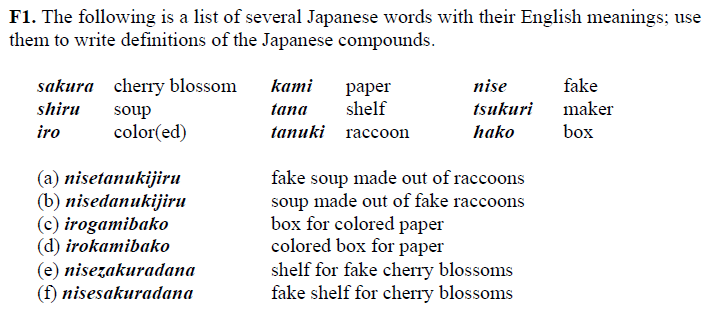 F1. The following is a list of several Japanese words with their English meanings; use
them to write definitions of the Japanese compounds.
sakura cherry blossom kami paper nise fake
shiru soup tana shelf tsukuri maker
iro color(ed) tanuki raccoon hako box
(a) nisetanukijiru fake soup made out of raccoons
(b) nisedanukijiru soup made out of fake raccoons
(c) irogamibako box for colored paper
(d) irokamibako colored box for paper
(e) nisezakuradana shelf for fake cherry blossoms
(f) nisesakuradana fake shelf for cherry blossoms